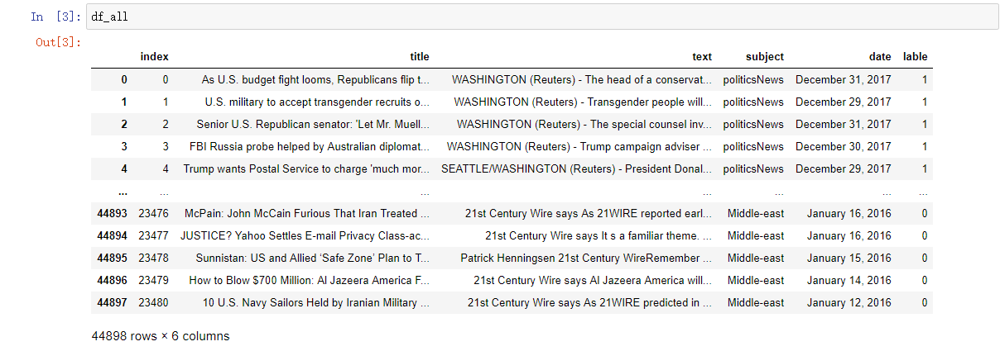 In [3]: df_all
Out[3]:
index title text subject date lable
0 0 As U.S. budget fight looms, Republicans flip t... WASHINGTON (Reuters) - The head of a conservat... politicsNews December 31, 2017 1
1 1 U.S. military to accept transgender recruits o... WASHINGTON (Reuters) - Transgender people will... politicsNews December 29, 2017 1
2 2 Senior U.S. Republican senator: 'Let Mr. Muell... WASHINGTON (Reuters) - The special counsel inv... politicsNews December 31, 2017 1
3 3 FBI Russia probe helped by Australian diplomat... WASHINGTON (Reuters) - Trump campaign adviser ... politicsNews December 30, 2017 1
4 4 Trump wants Postal Service to charge 'much mor... SEATTLE/WASHINGTON (Reuters) - President Donal... politicsNews December 29, 2017 1
... ... ... ... ... ... ...
44893 23476 McPain: John McCain Furious That Iran Treated ... 21st Century Wire says As 21WIRE reported earl... Middle-east January 16, 2016 0
44894 23477 JUSTICE? Yahoo Settles E-mail Privacy Class-ac... 21st Century Wire says It s a familiar theme. ... Middle-east January 16, 2016 0
44895 23478 Sunnistan: US and Allied ‘Safe Zone’ Plan to T... Patrick Henningsen 21st Century WireRemember ... Middle-east January 15, 2016 0
44896 23479 How to Blow $700 Million: Al Jazeera America F... 21st Century Wire says Al Jazeera America will... Middle-east January 14, 2016 0
44897 23480 10 U.S. Navy Sailors Held by Iranian Military ... 21st Century Wire says As 21WIRE predicted in ... Middle-east January 12, 2016 0
44898 rows × 6 columns